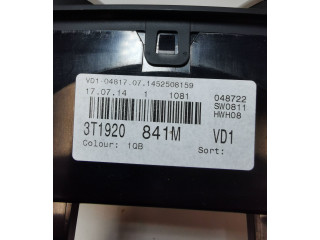 VD1-04817.07.1452508159
17.07.14 1 1081 048722
SW0811
HWH08
3T1920 841M VD1
Colour: 1QB Sort: